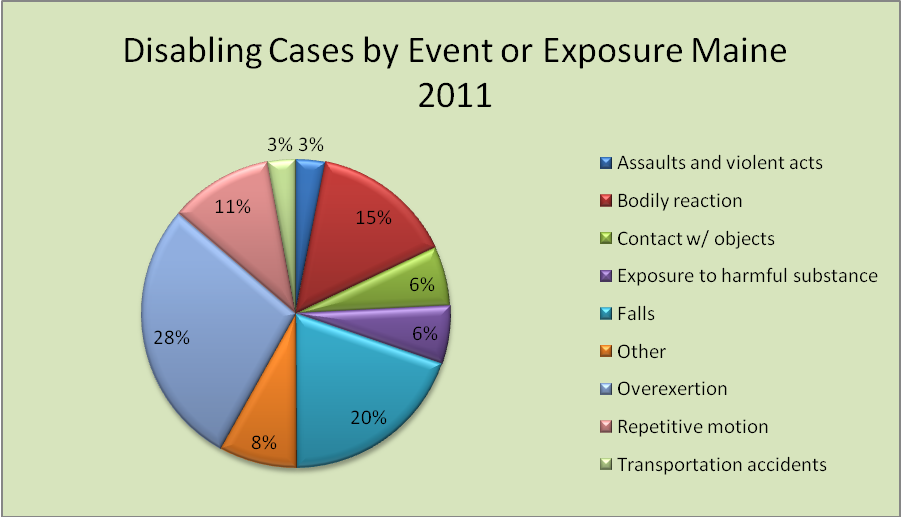 Disabling Cases by Event or Exposure Maine
2011
3% 3%
11%
15%
6%
6%
28%
20%
8%
Assaults and violent acts
Bodily reaction
Contact w/ objects
Exposure to harmful substance
Falls
Other
Overexertion
Repetitive motion
Transportation accidents